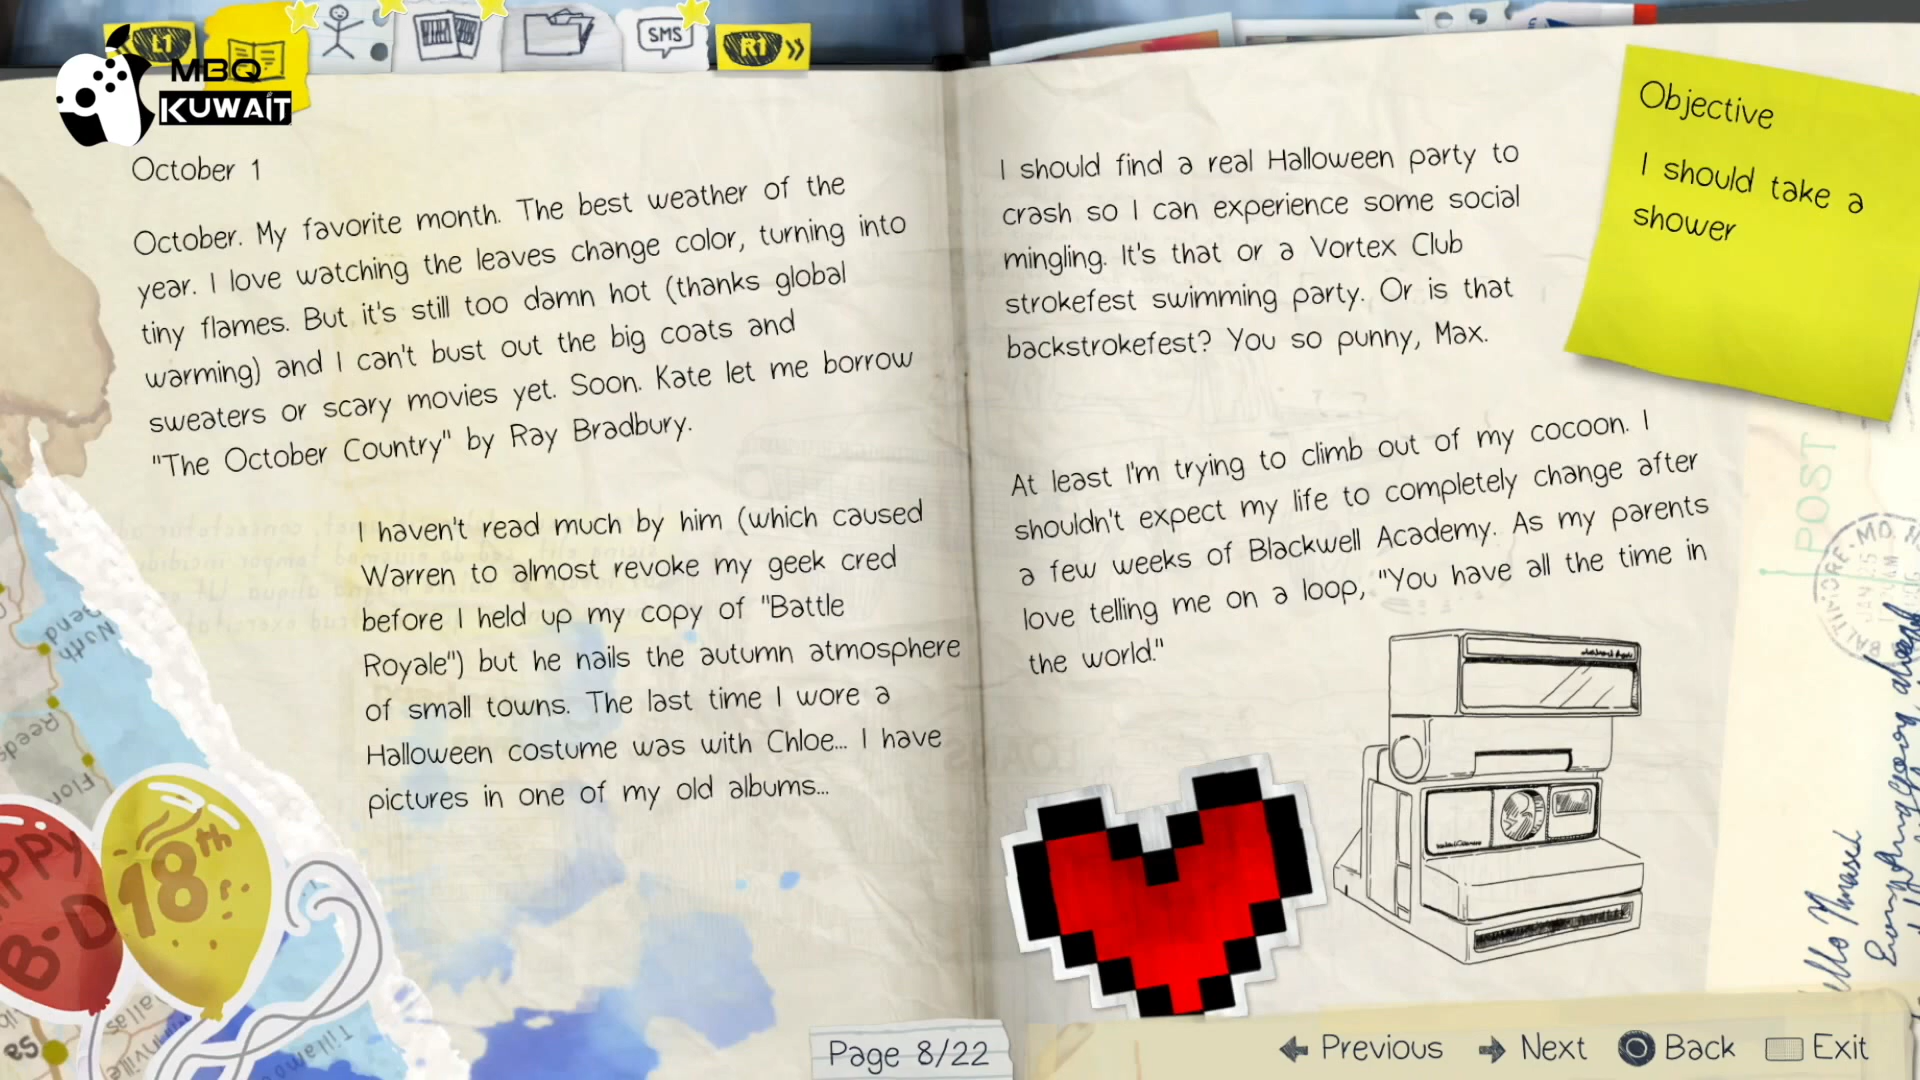 L1
SMS
R1
MBQ
KUWAIT
October 1
October. My favorite month. The best weather of the
year. I love watching the leaves change color, turning into
tiny flames. But it's still too damn hot (thanks global
warming) and I can't bust out the big coats and
sweaters or scary movies yet. Soon. Kate let me borrow
"The October Country" by Ray Bradbury.
I haven't read much by him (which caused
Warren to almost revoke my geek cred
before I held up my copy of "Battle
Royale") but he nails the autumn atmosphere
of small towns. The last time I wore a
Halloween costume was with Chloe... I have
pictures in one of my old albums...
I should find a real Halloween party to
crash so I can experience some social
mingling. It's that or a Vortex Club
strokefest swimming party. Or is that
backstrokefest? You so punny, Max.
At least I'm trying to climb out of my cocoon. I
shouldn't expect my life to completely change after
a few weeks of Blackwell Academy. As my parents
love telling me on a loop, "You have all the time in
the world."
Objective
I should take a
shower
POST
North
Bend
PPY
B-D
18th
Page 8/22
Previous
Next
Back
Exit